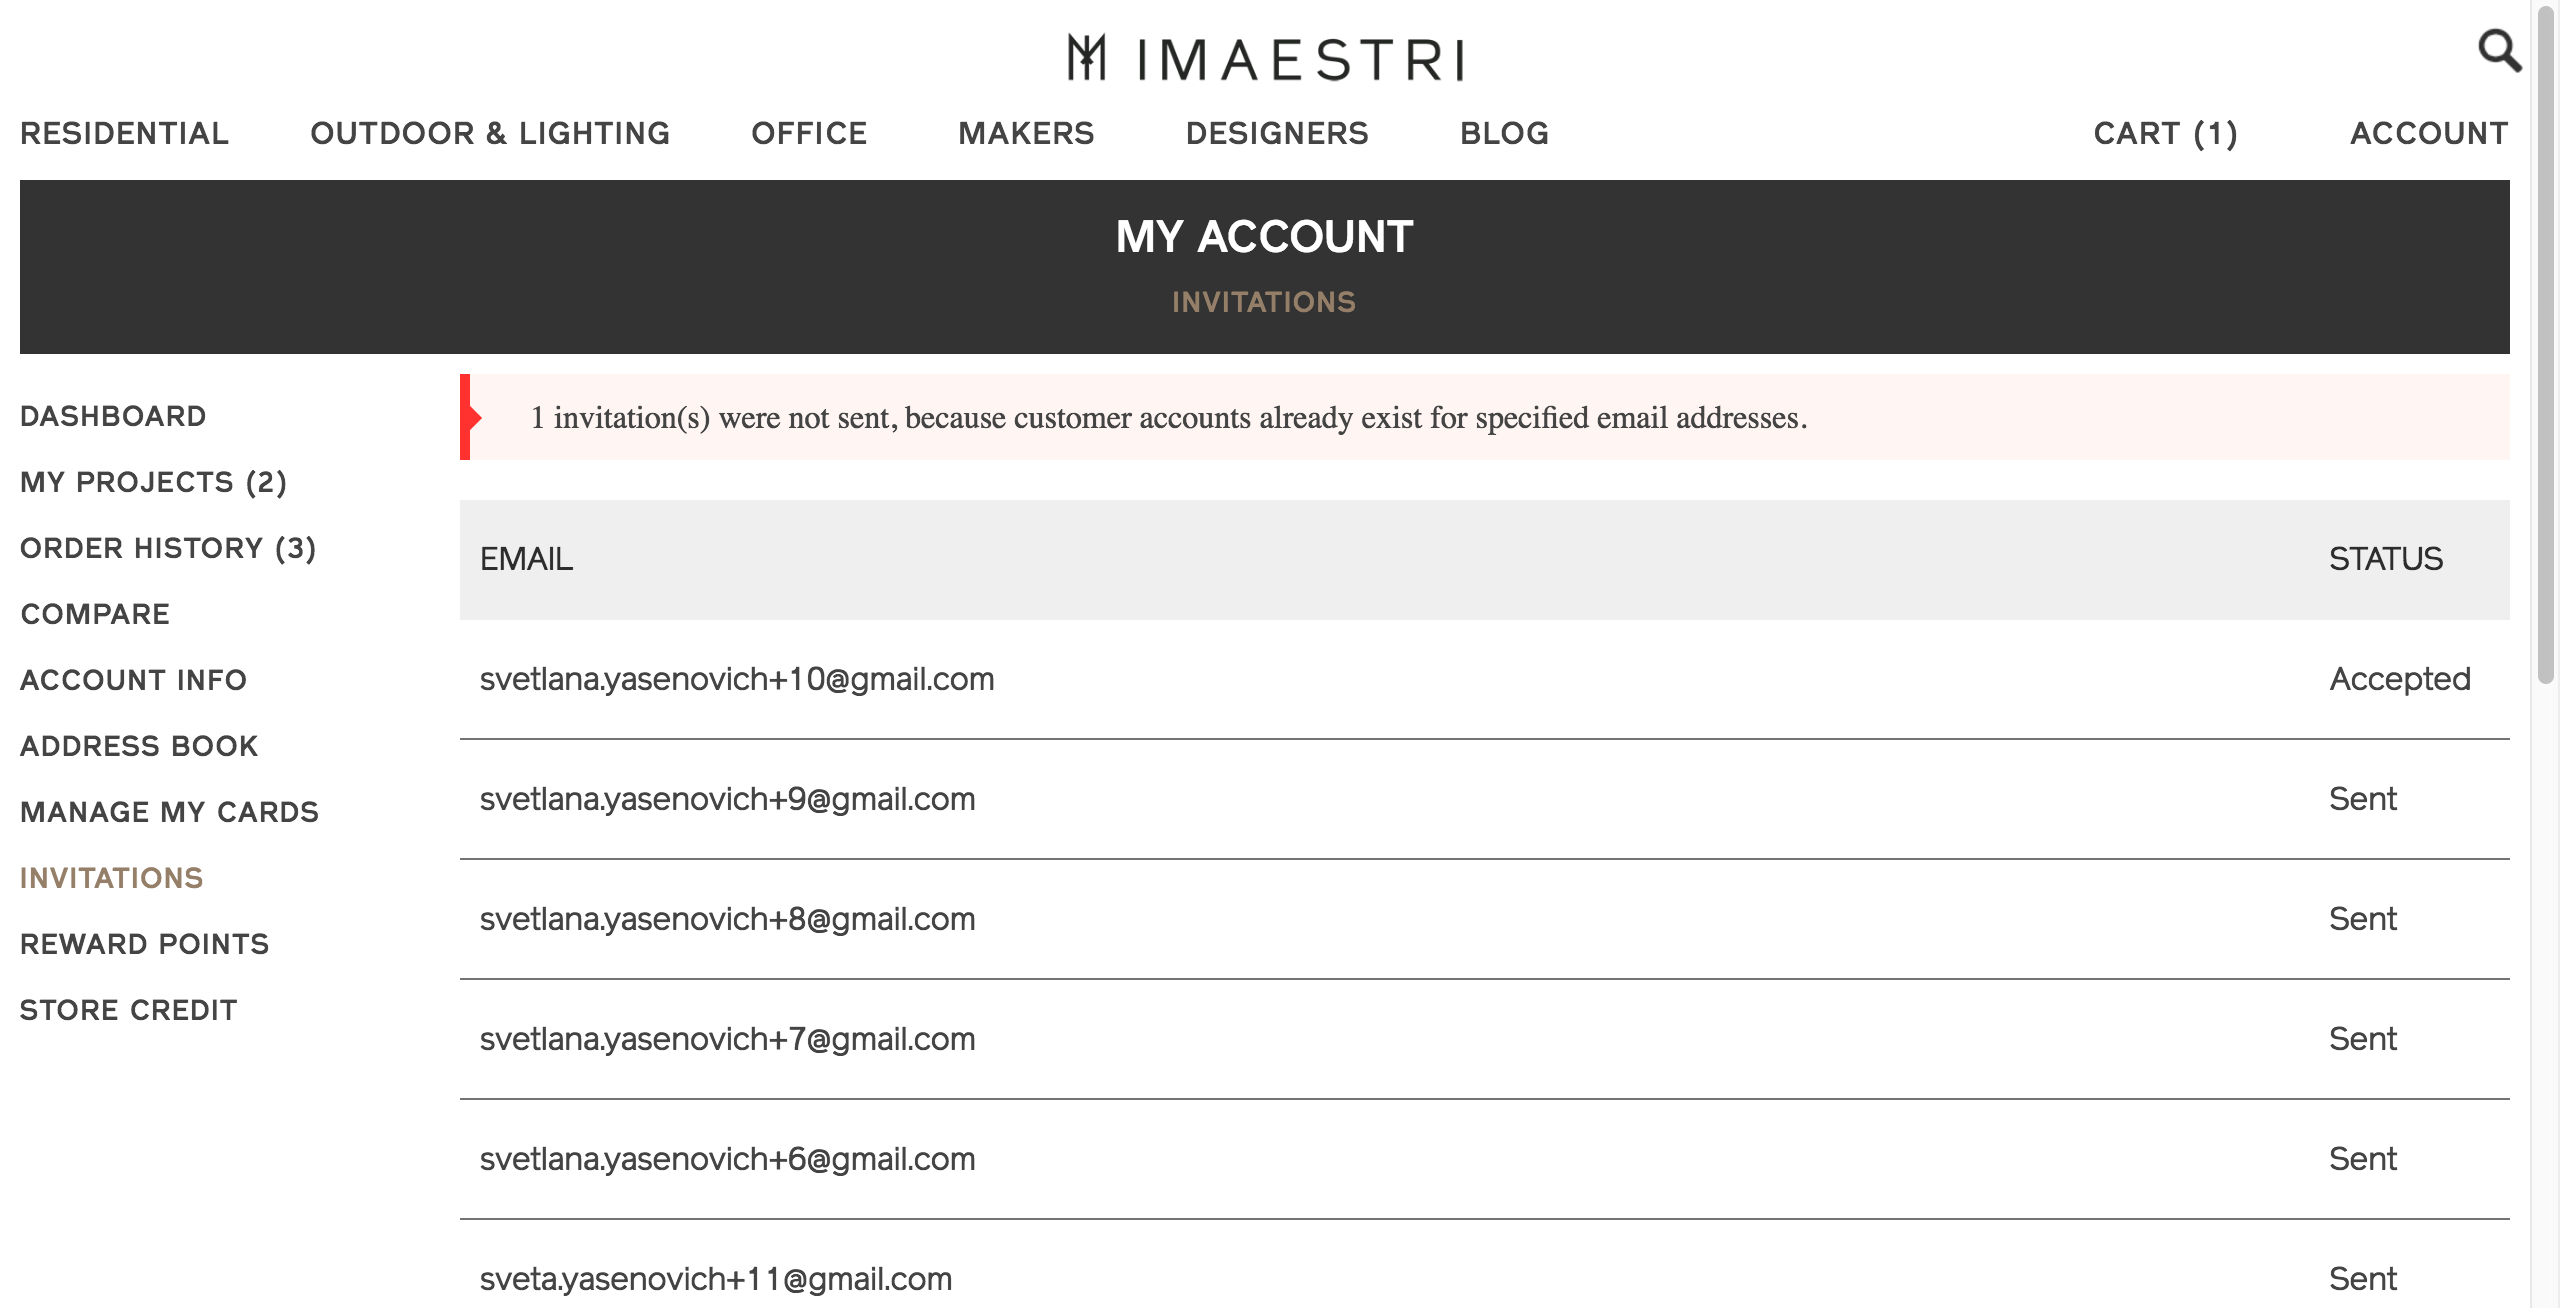 IMAESTRI
RESIDENTIAL OUTDOOR & LIGHTING OFFICE MAKERS DESIGNERS BLOG CART (1) ACCOUNT
MY ACCOUNT
INVITATIONS
DASHBOARD
MY PROJECTS (2)
ORDER HISTORY (3)
COMPARE
ACCOUNT INFO
ADDRESS BOOK
MANAGE MY CARDS
INVITATIONS
REWARD POINTS
STORE CREDIT
1 invitation(s) were not sent, because customer accounts already exist for specified email addresses.
EMAIL STATUS
svetlana.yasenovich+10@gmail.com Accepted
svetlana.yasenovich+9@gmail.com Sent
svetlana.yasenovich+8@gmail.com Sent
svetlana.yasenovich+7@gmail.com Sent
svetlana.yasenovich+6@gmail.com Sent
sveta.yasenovich+11@gmail.com Sent